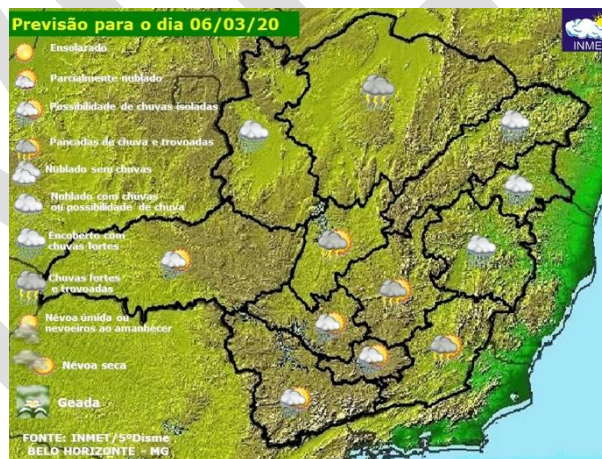 Previsão para o dia 06/03/20
INMET
Ensolarado
Parcialmente nublado
Possibilidade de chuvas isoladas
Pancadas de chuva e trovoadas
Nublado sem chuvas
Nublado com chuvas
ou possibilidade de chuva
Encoberto com
chuvas fortes
Chuvas fortes
e trovoadas
Névoa úmida ou
nevoeiros ao amanhecer
Névoa seca
Geada
FONTE: INMET/5ºDisme
BELO HORIZONTE - MG